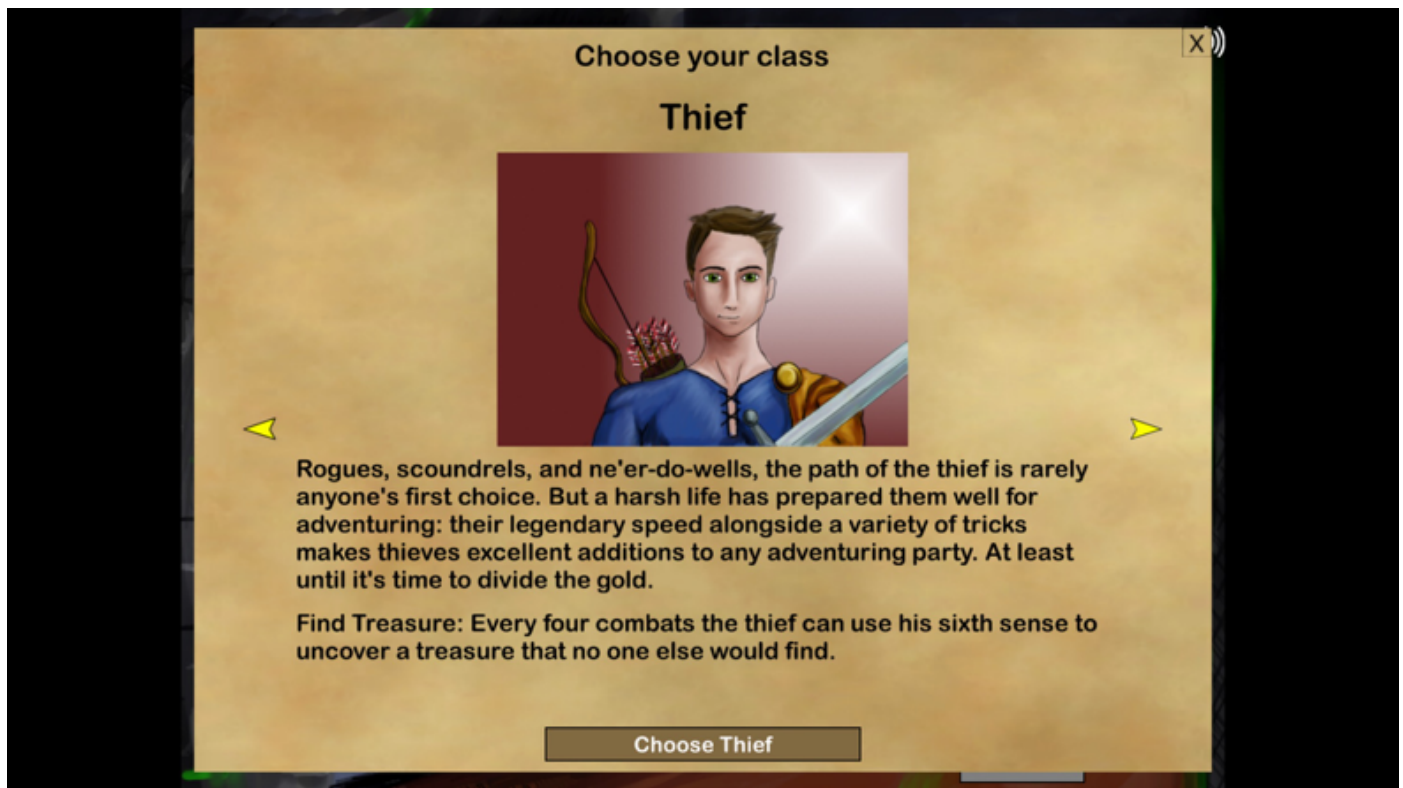 Choose your class
X
Thief
Rogues, scoundrels, and ne'er-do-wells, the path of the thief is rarely
anyone's first choice. But a harsh life has prepared them well for
adventuring: their legendary speed alongside a variety of tricks
makes thieves excellent additions to any adventuring party. At least
until it's time to divide the gold.
Find Treasure: Every four combats the thief can use his sixth sense to
uncover a treasure that no one else would find.
Choose Thief